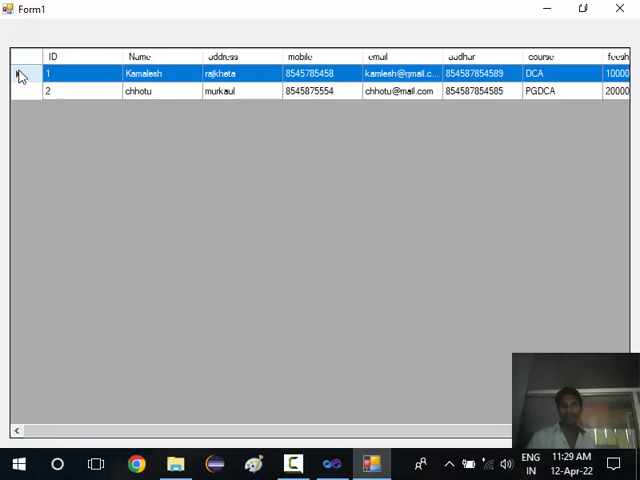 Form1
ID Name address mobile email aadhar course feesh
1 Kamalesh rajkheta 8545785458 kamlesh@gmail.c... 854587854589 DCA 10000
2 chhotu murkaul 8545875554 chhotu@mail.com 854587854585 PGDCA 20000
ENG 11:29 AM
IN 12-Apr-22